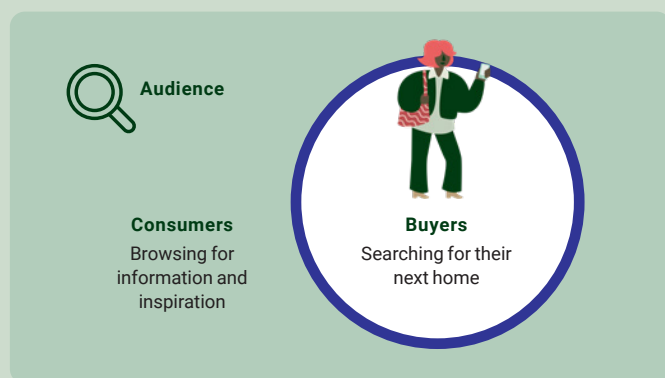 Audience
Consumers
Browsing for
information and
inspiration
Buyers
Searching for their
next home